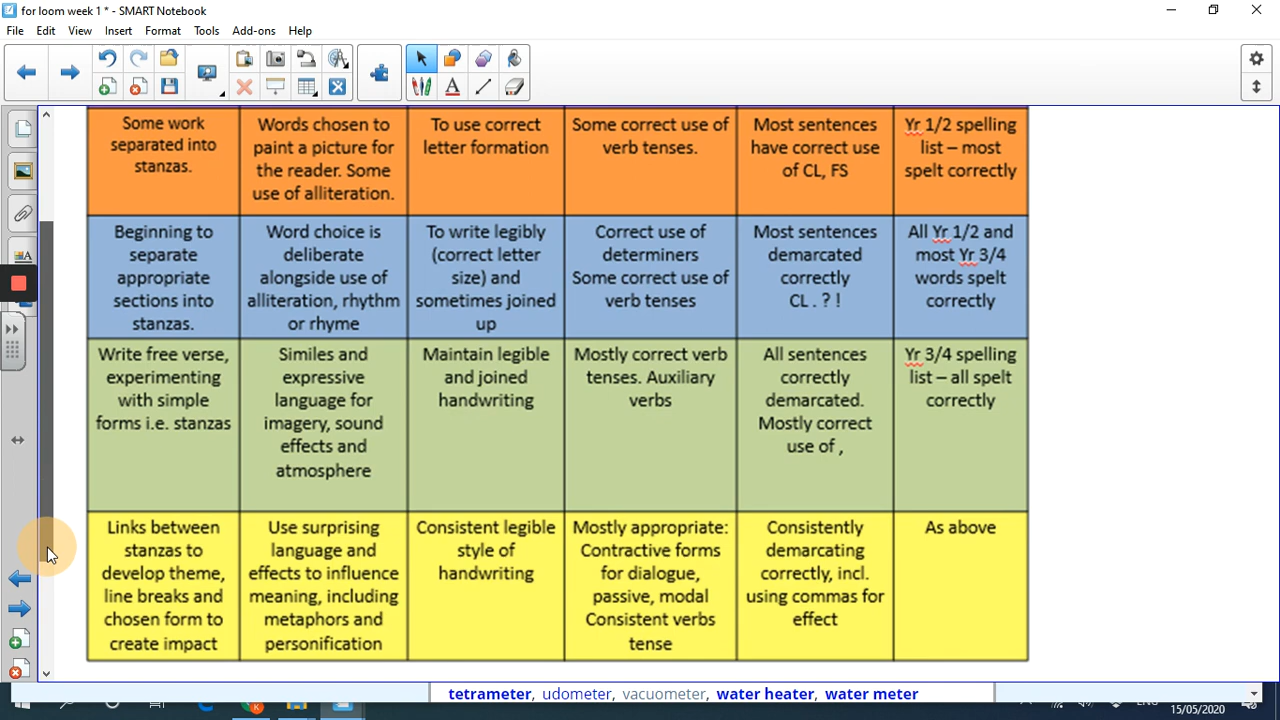 for loom week 1 * - SMART Notebook
File Edit View Insert Format Tools Add-ons Help
Some work
separated into
stanzas.
Words chosen to
paint a picture for
the reader. Some
use of alliteration.
To use correct
letter formation
Some correct use of
verb tenses.
Most sentences
have correct use
of CL, FS
Yr 1/2 spelling
list – most
spelt correctly
Beginning to
separate
appropriate
sections into
stanzas.
Word choice is
deliberate
alongside use of
alliteration, rhythm
or rhyme
To write legibly
(correct letter
size) and
sometimes joined
up
Correct use of
determiners
Some correct use of
verb tenses
Most sentences
demarcated
correctly
CL . ? !
All Yr 1/2 and
most Yr 3/4
words spelt
correctly
Write free verse,
experimenting
with simple
forms i.e. stanzas
Similes and
expressive
language for
imagery, sound
effects and
atmosphere
Maintain legible
and joined
handwriting
Mostly correct verb
tenses. Auxiliary
verbs
All sentences
correctly
demarcated.
Mostly correct
use of ,
Yr 3/4 spelling
list – all spelt
correctly
Links between
stanzas to
develop theme,
line breaks and
chosen form to
create impact
Use surprising
language and
effects to influence
meaning, including
metaphors and
personification
Consistent legible
style of
handwriting
Mostly appropriate:
Contractive forms
for dialogue,
passive, modal
Consistent verbs
tense
Consistently
demarcating
correctly, incl.
using commas for
effect
As above
tetrameter, udometer, vacuometer, water heater, water meter
ENG
15/05/2020